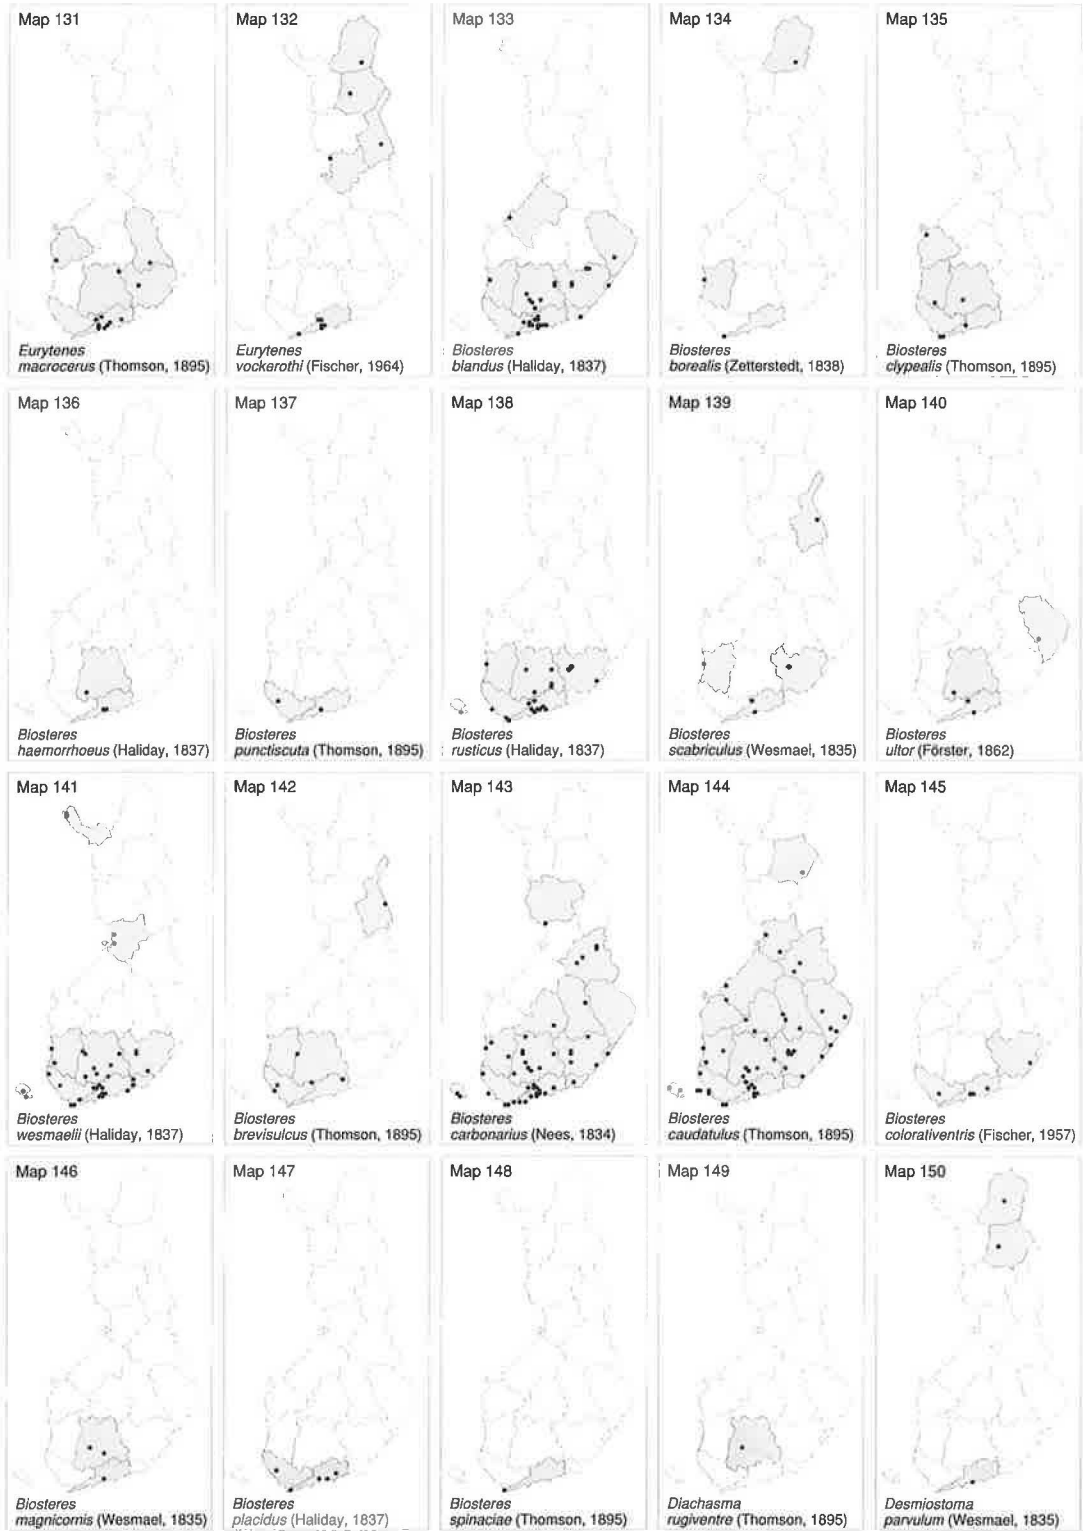 Map 131
Eurytenes
macrocerus (Thomson, 1895)
Map 132
Eurytenes
vockerothi (Fischer, 1964)
Map 133
Biosteres
blandus (Haliday, 1837)
Map 134
Biosteres
borealis (Zetterstedt, 1838)
Map 135
Biosteres
clypealis (Thomson, 1895)
Map 136
Biosteres
haemorrhoeus (Haliday, 1837)
Map 137
Biosteres
punctiscuta (Thomson, 1895)
Map 138
Biosteres
rusticus (Haliday, 1837)
Map 139
Biosteres
scabriculus (Wesmael, 1835)
Map 140
Biosteres
ultor (Förster, 1862)
Map 141
Biosteres
wesmaelii (Haliday, 1837)
Map 142
Biosteres
brevisulcus (Thomson, 1895)
Map 143
Biosteres
carbonarius (Nees, 1834)
Map 144
Biosteres
caudatulus (Thomson, 1895)
Map 145
Biosteres
colorativentris (Fischer, 1957)
Map 146
Biosteres
magnicornis (Wesmael, 1835)
Map 147
Biosteres
placidus (Haliday, 1837)
Map 148
Biosteres
spinaciae (Thomson, 1895)
Map 149
Diachasma
rugiventre (Thomson, 1895)
Map 150
Desmiostoma
parvulum (Wesmael, 1835)